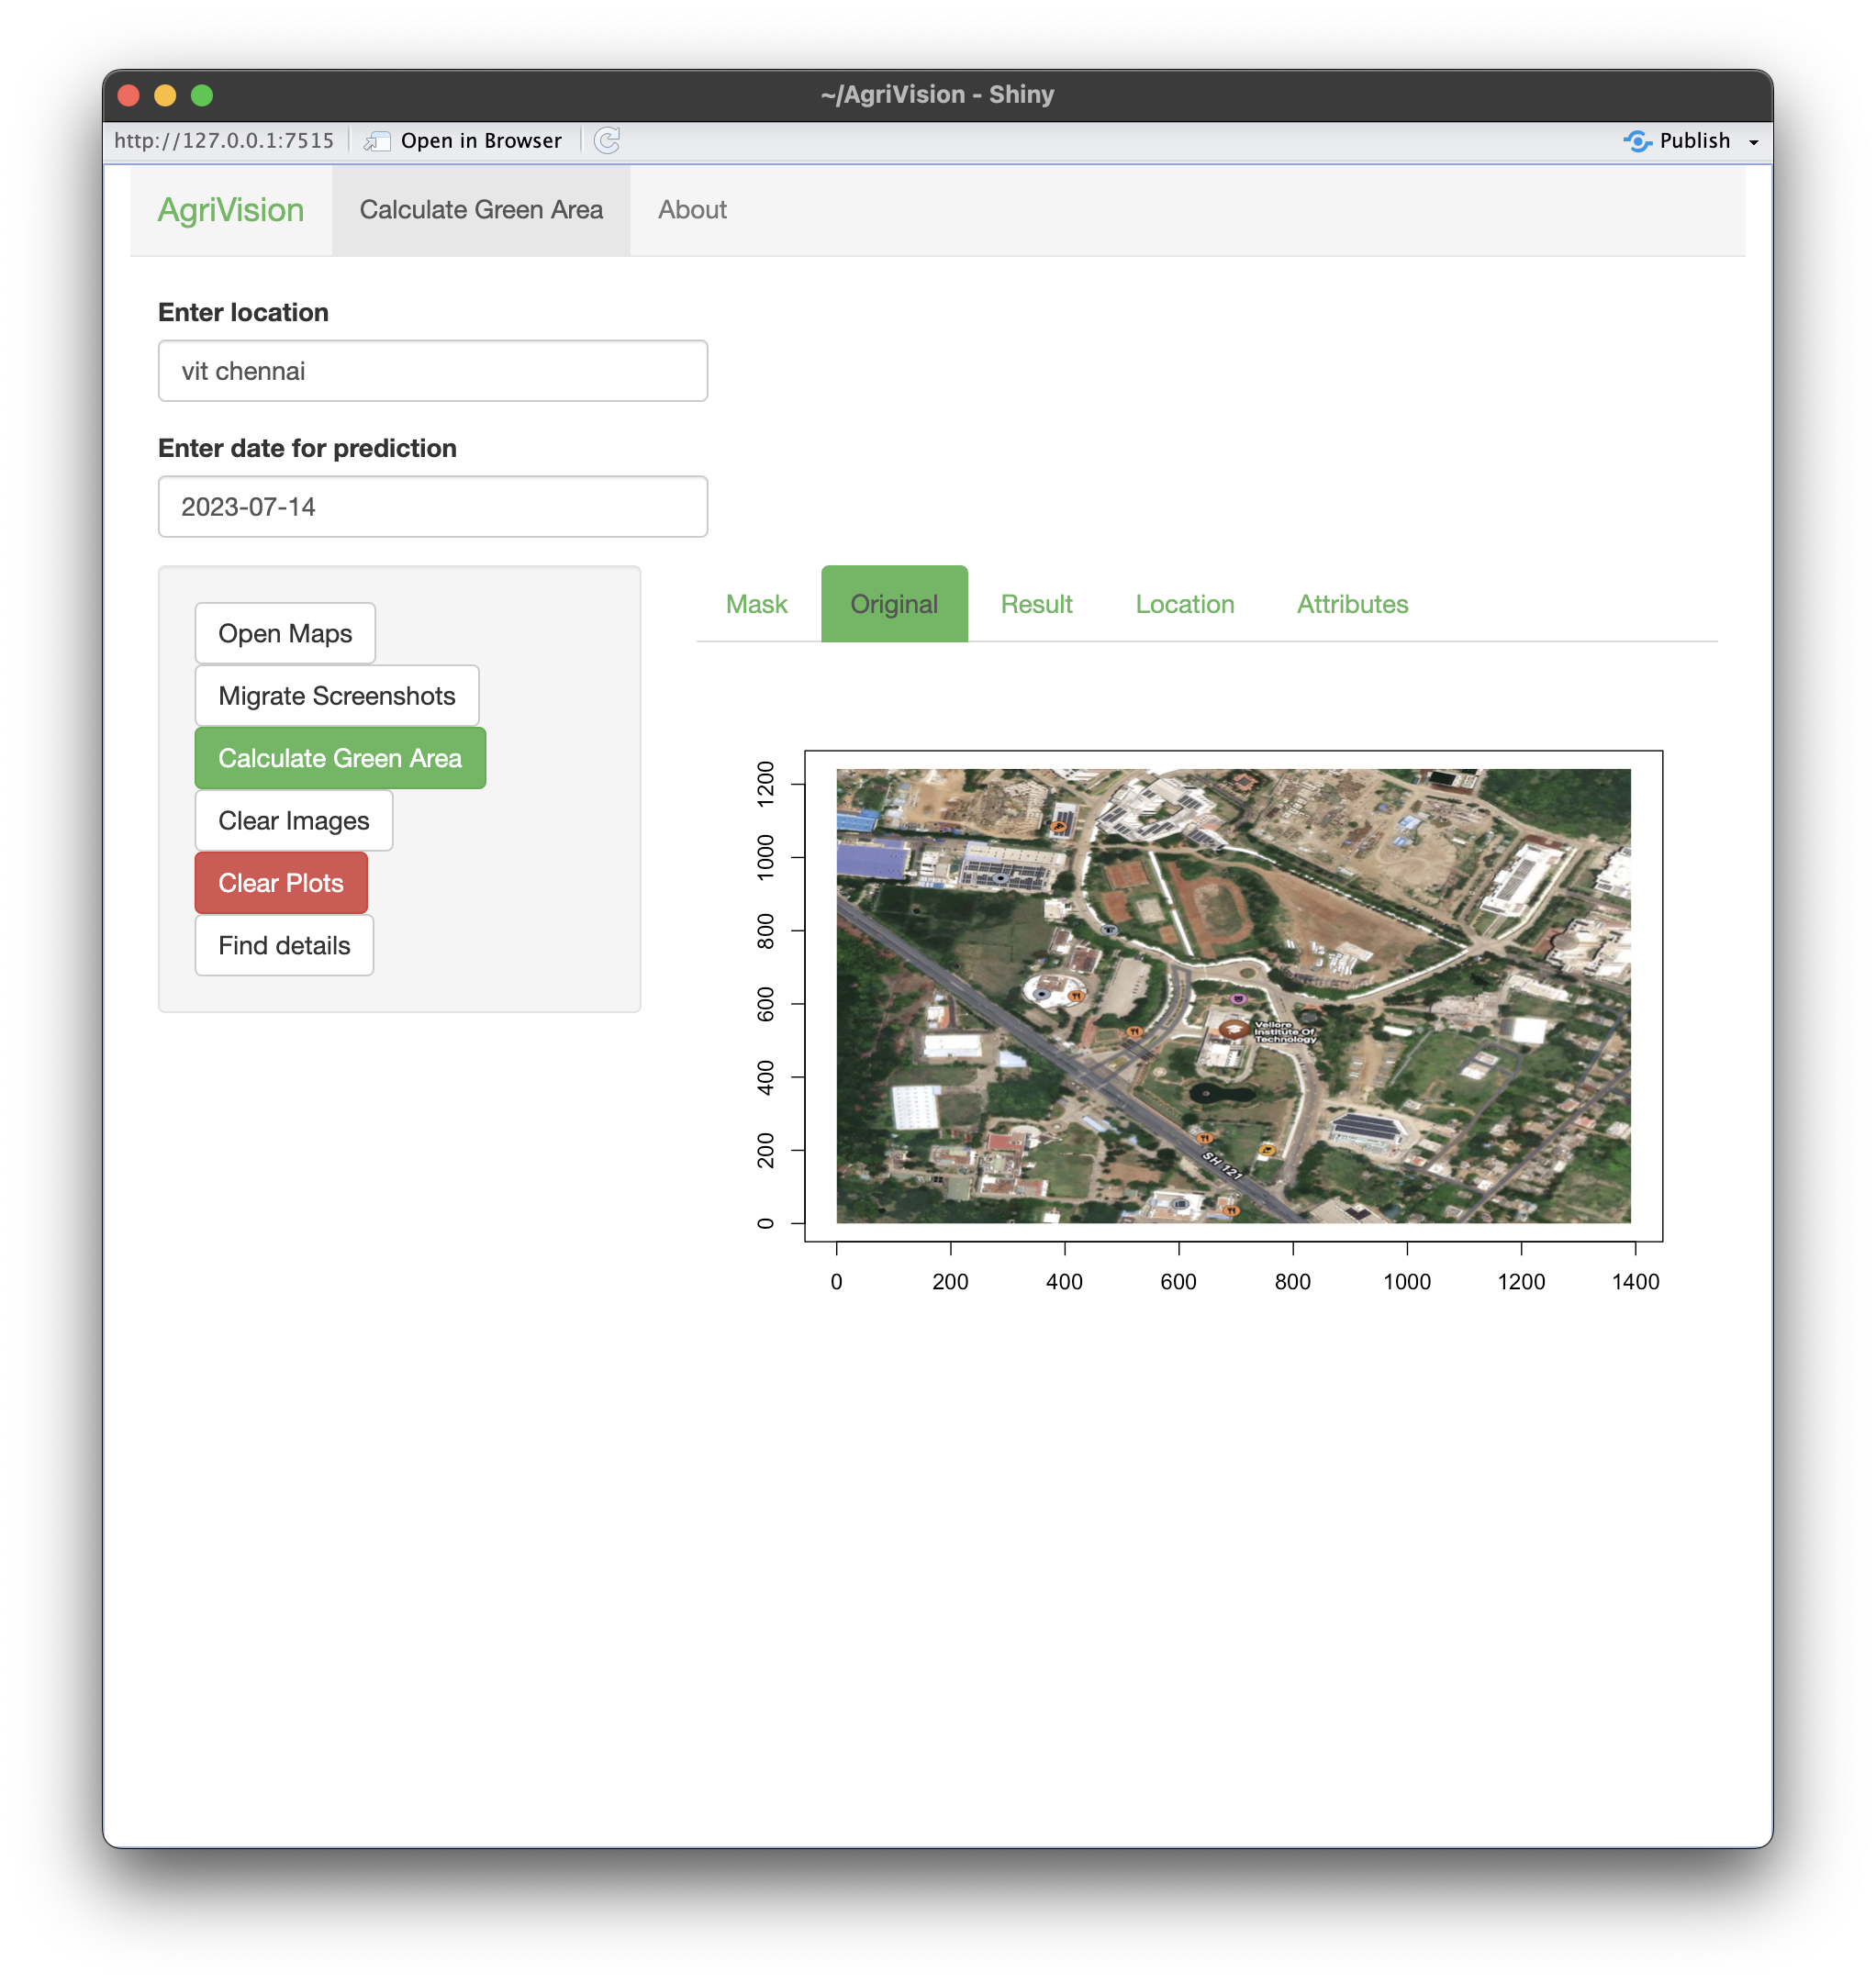 ~/AgriVision - Shiny
http://127.0.0.1:7515 Open in Browser Publish
AgriVision Calculate Green Area About
Enter location
vit chennai
Enter date for prediction
2023-07-14
Open Maps
Migrate Screenshots
Calculate Green Area
Clear Images
Clear Plots
Find details
Mask Original Result Location Attributes
1200
1000
800
600
400
200
0
Vellore
Institute Of
Technology
SH 121
0 200 400 600 800 1000 1200 1400